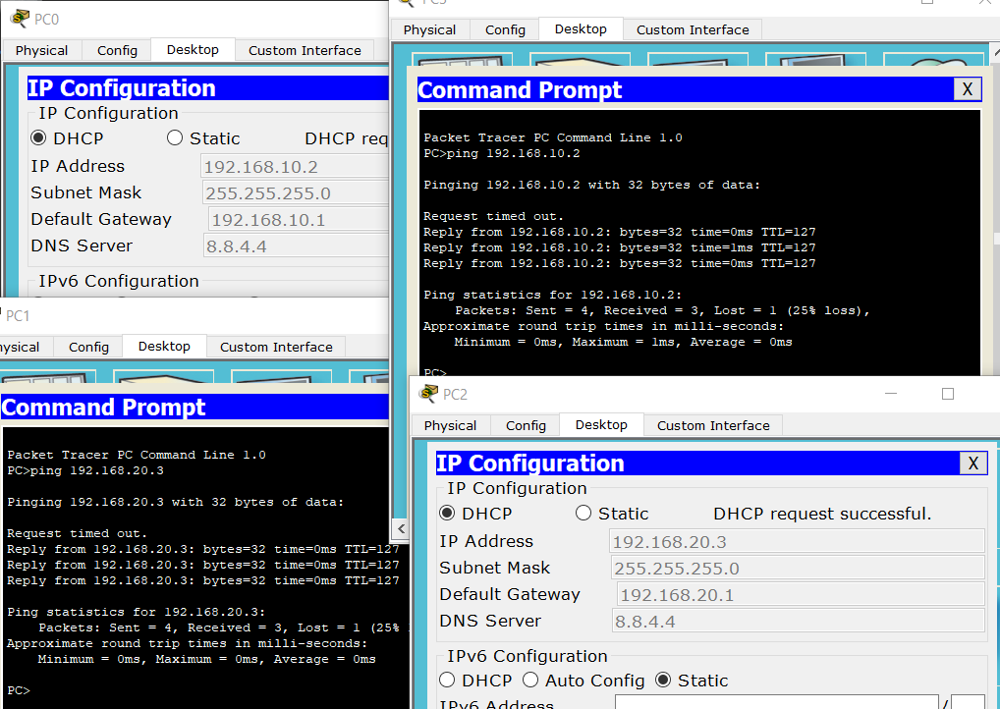 PC0
Physical Config Desktop Custom Interface
IP Configuration
IP Configuration
DHCP Static DHCP req
IP Address 192.168.10.2
Subnet Mask 255.255.255.0
Default Gateway 192.168.10.1
DNS Server 8.8.4.4
IPv6 Configuration
PC3
Physical Config Desktop Custom Interface
Command Prompt X
Packet Tracer PC Command Line 1.0
PC>ping 192.168.10.2
Pinging 192.168.10.2 with 32 bytes of data:
Request timed out.
Reply from 192.168.10.2: bytes=32 time=0ms TTL=127
Reply from 192.168.10.2: bytes=32 time=1ms TTL=127
Reply from 192.168.10.2: bytes=32 time=0ms TTL=127
Ping statistics for 192.168.10.2:
Packets: Sent = 4, Received = 3, Lost = 1 (25% loss),
Approximate round trip times in milli-seconds:
Minimum = 0ms, Maximum = 1ms, Average = 0ms
PC>
PC1
hysical Config Desktop Custom Interface
Command Prompt
Packet Tracer PC Command Line 1.0
PC>ping 192.168.20.3
Pinging 192.168.20.3 with 32 bytes of data:
Request timed out.
Reply from 192.168.20.3: bytes=32 time=0ms TTL=127
Reply from 192.168.20.3: bytes=32 time=0ms TTL=127
Reply from 192.168.20.3: bytes=32 time=0ms TTL=127
Ping statistics for 192.168.20.3:
Packets: Sent = 4, Received = 3, Lost = 1 (25%
Approximate round trip times in milli-seconds:
Minimum = 0ms, Maximum = 0ms, Average = 0ms
PC>
PC2
Physical Config Desktop Custom Interface
IP Configuration X
IP Configuration
DHCP Static DHCP request successful.
IP Address 192.168.20.3
Subnet Mask 255.255.255.0
Default Gateway 192.168.20.1
DNS Server 8.8.4.4
IPv6 Configuration
DHCP Auto Config Static
IPv6 Address /